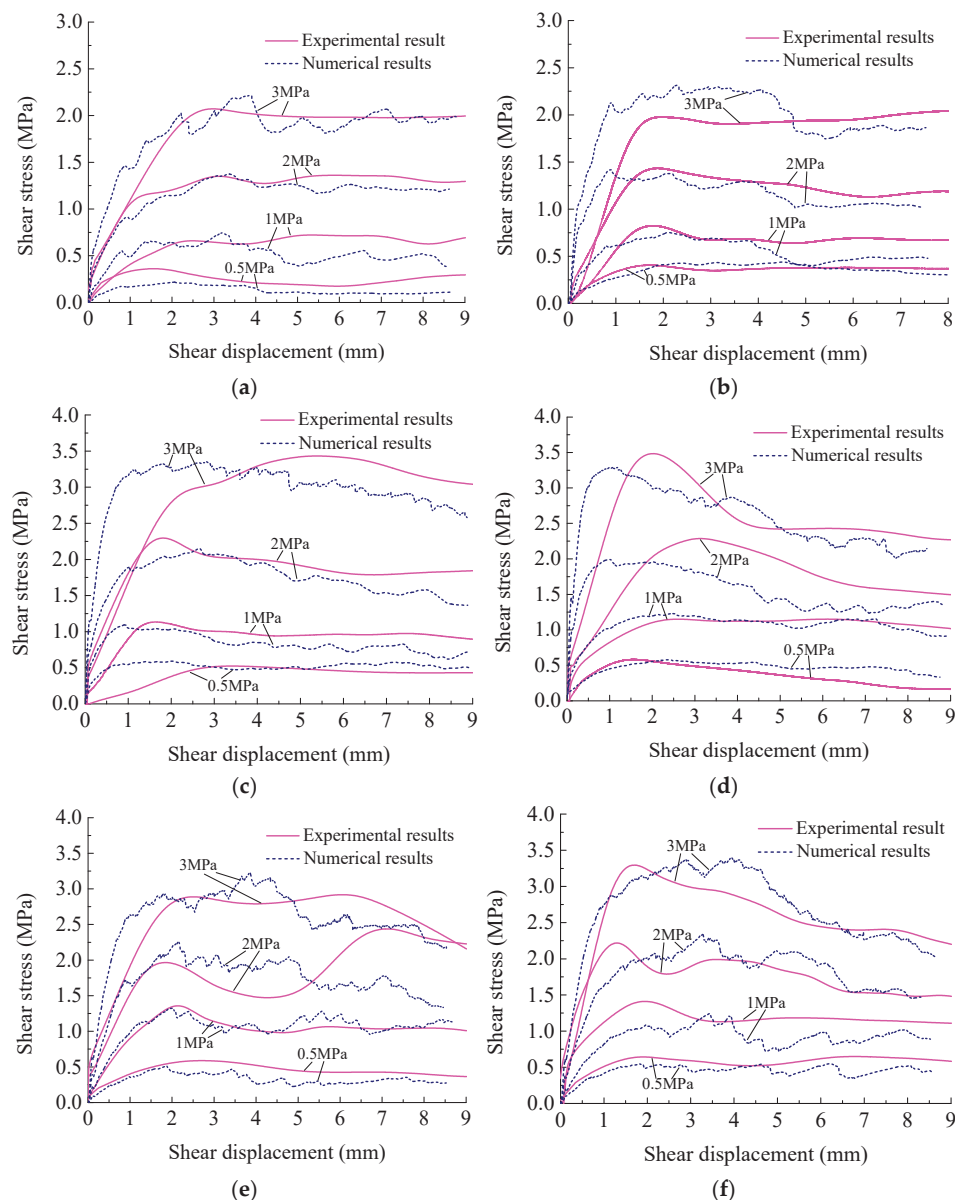 3.0
2.5
2.0
1.5
1.0
0.5
0.0
Shear stress (MPa)
Experimental result
Numerical results
3MPa
2MPa
1MPa
0.5MPa
0 1 2 3 4 5 6 7 8 9
Shear displacement (mm)
(a)
3.0
2.5
2.0
1.5
1.0
0.5
0.0
Shear stress (MPa)
Experimental results
Numerical results
3MPa
2MPa
1MPa
0.5MPa
0 1 2 3 4 5 6 7 8
Shear displacement (mm)
(b)
4.0
3.5
3.0
2.5
2.0
1.5
1.0
0.5
0.0
Shear stress (MPa)
Experimental results
Numerical results
3MPa
2MPa
1MPa
0.5MPa
0 1 2 3 4 5 6 7 8 9
Shear displacement (mm)
(c)
4.0
3.5
3.0
2.5
2.0
1.5
1.0
0.5
0.0
Shear stress (MPa)
Experimental results
Numerical results
3MPa
2MPa
1MPa
0.5MPa
0 1 2 3 4 5 6 7 8 9
Shear displacement (mm)
(d)
4.0
3.5
3.0
2.5
2.0
1.5
1.0
0.5
0.0
Shear stress (MPa)
Experimental results
Numerical results
3MPa
2MPa
1MPa
0.5MPa
0 1 2 3 4 5 6 7 8 9
Shear displacement (mm)
(e)
4.0
3.5
3.0
2.5
2.0
1.5
1.0
0.5
0.0
Shear stress (MPa)
Experimental result
Numerical results
3MPa
2MPa
1MPa
0.5MPa
0 1 2 3 4 5 6 7 8 9
Shear displacement (mm)
(f)